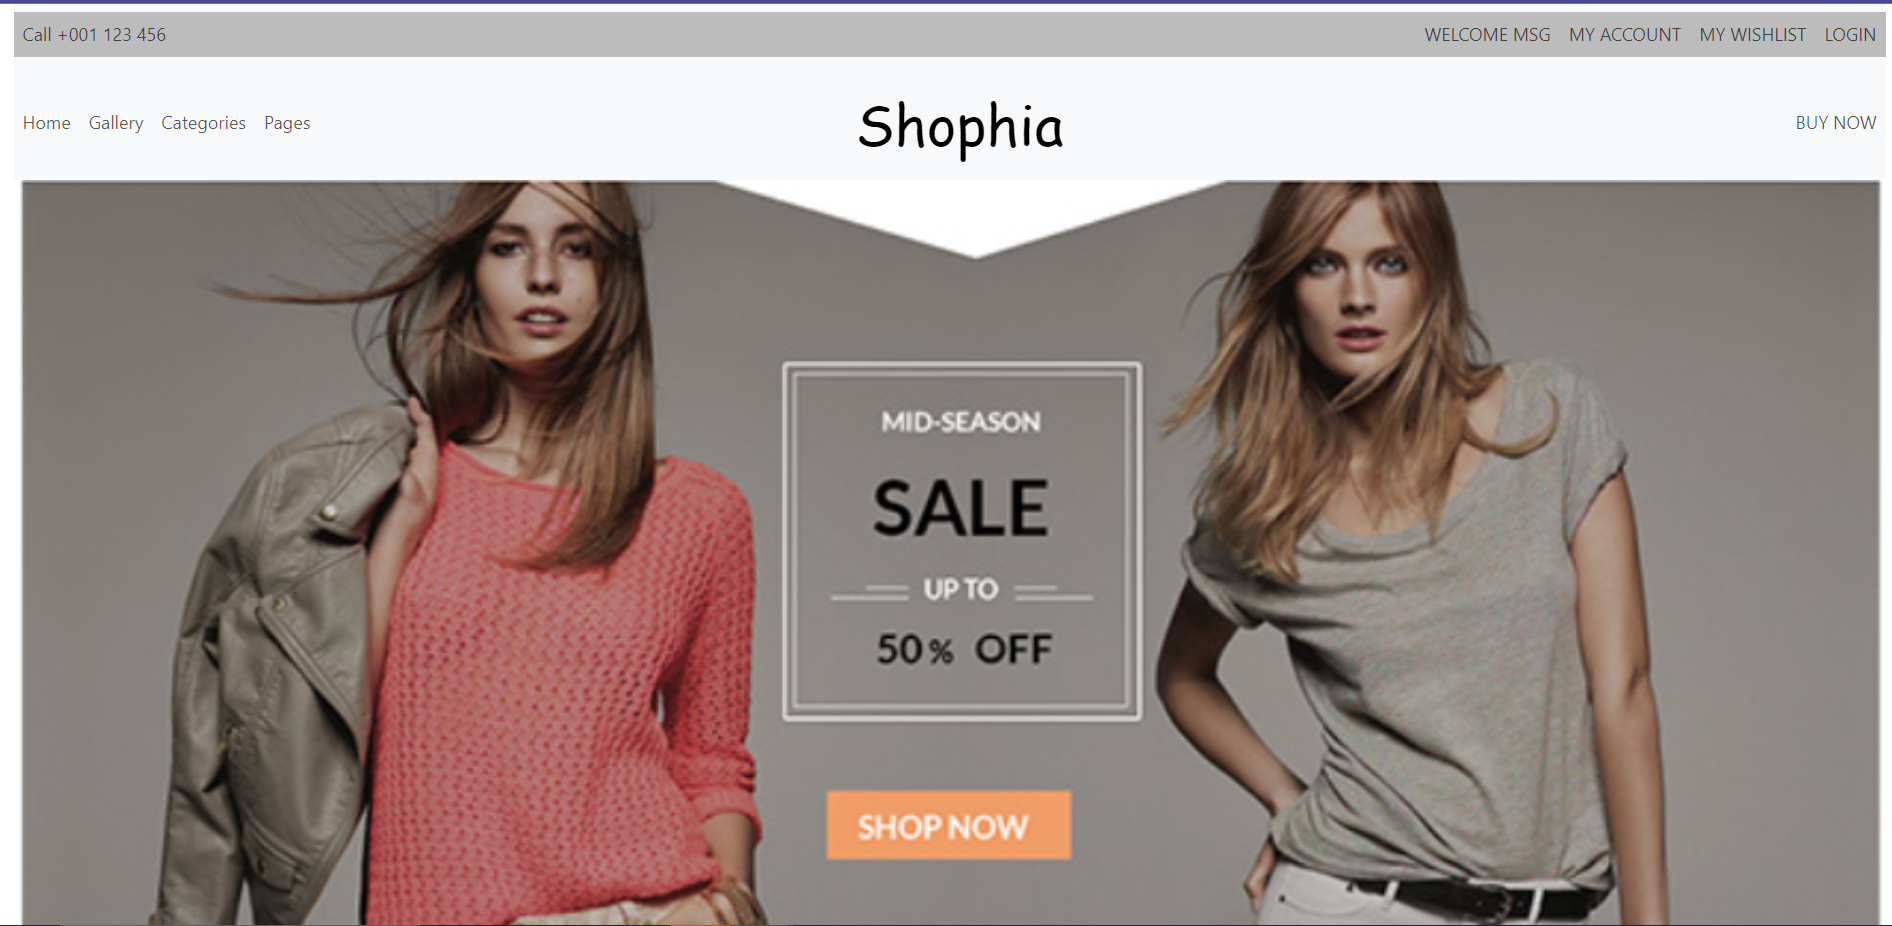 Call +001 123 456 WELCOME MSG MY ACCOUNT MY WISHLIST LOGIN
Home Gallery Categories Pages Shophia BUY NOW
MID-SEASON
SALE
UP TO
50% OFF
SHOP NOW